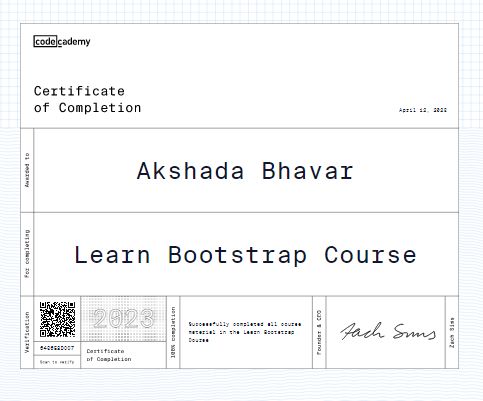 codecademy
Certificate
of Completion
April 12, 2023
Awarded to
Akshada Bhavar
For completing
Learn Bootstrap Course
Verification
Scan to verify
2023
Certificate
of Completion
100% completion
Successfully completed all course
material in the Learn Bootstrap
Course
Founder & CEO
Zach Sims
Zach Sims